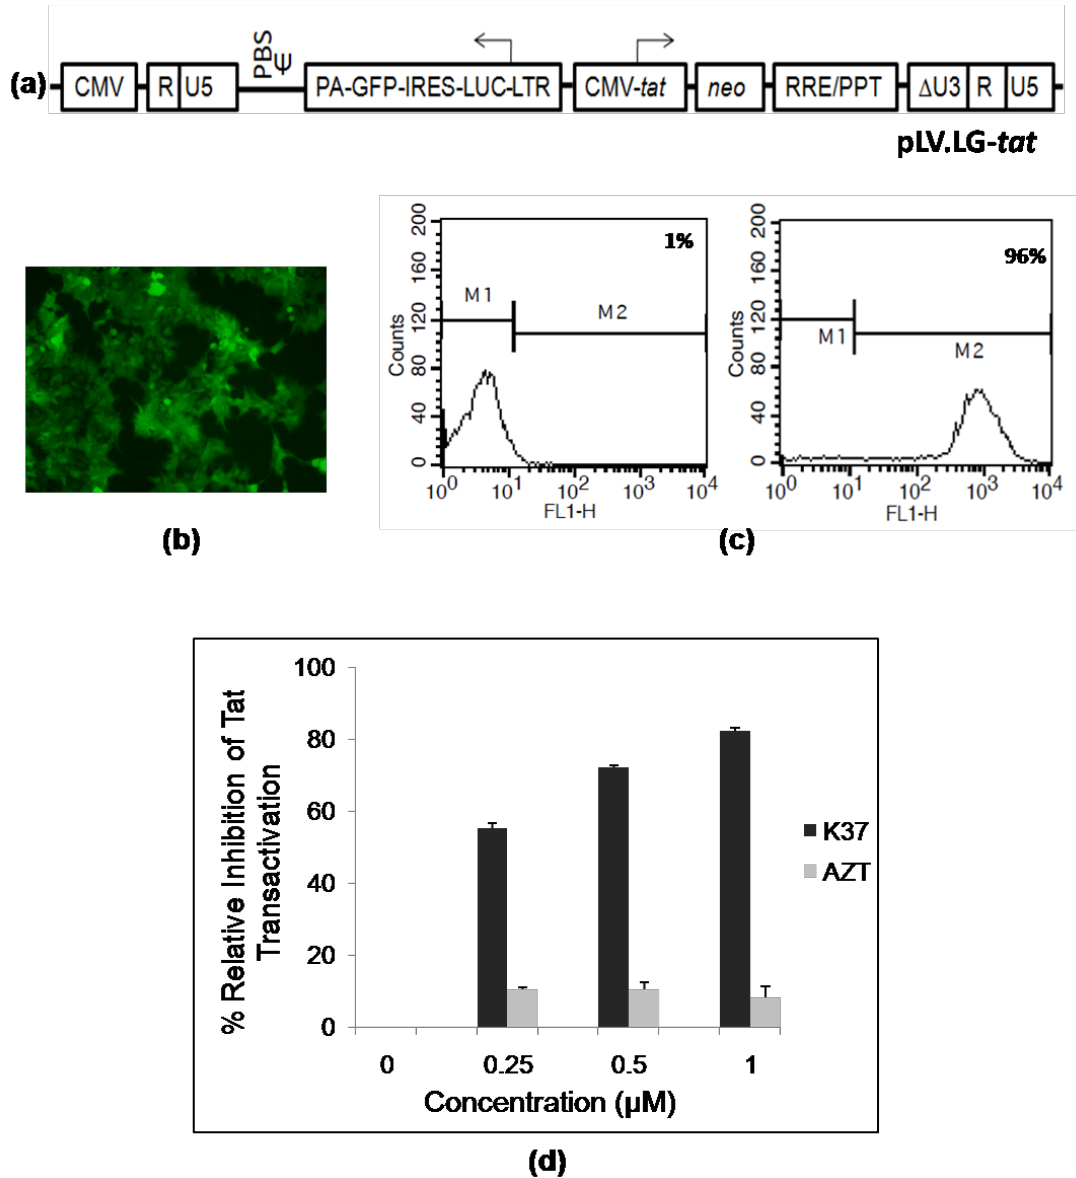 (a)
CMV
R
U5
PBS
Ψ
PA-GFP-IRES-LUC-LTR
CMV-tat
neo
RRE/PPT
ΔU3
R
U5
pLV.LG-tat
(b)
200
160
120
80
40
0
Counts
1%
M1
M2
10⁰
10¹
10²
10³
10⁴
FL1-H
200
160
120
80
40
0
Counts
96%
M1
M2
10⁰
10¹
10²
10³
10⁴
FL1-H
(c)
% Relative Inhibition of Tat
Transactivation
100
80
60
40
20
0
0
0.25
0.5
1
Concentration (µM)
K37
AZT
(d)